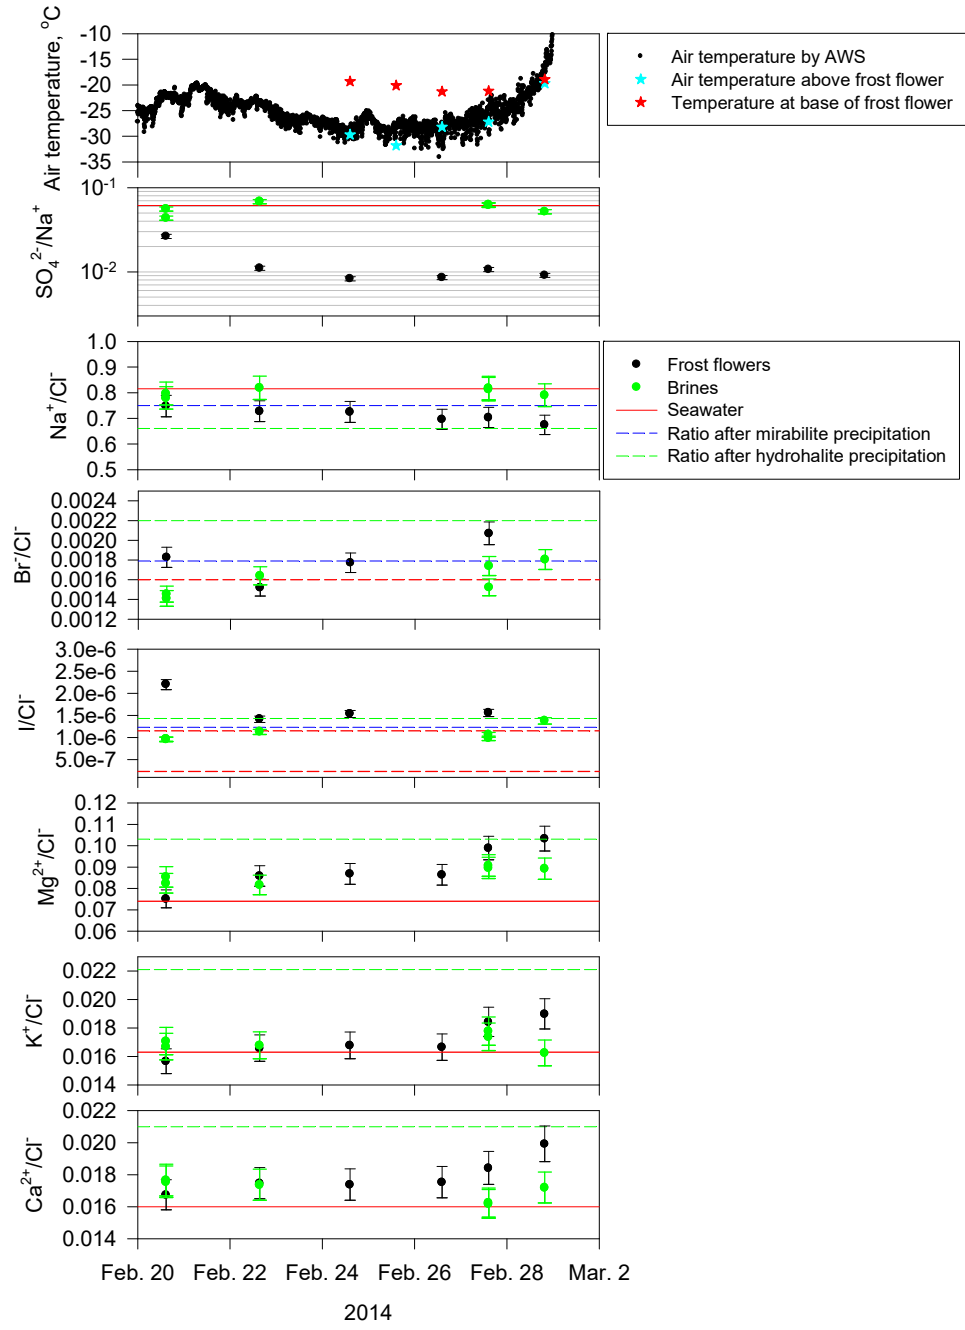 Air temperature, °C
-10
-15
-20
-25
-30
-35
Air temperature by AWS
Air temperature above frost flower
Temperature at base of frost flower
SO₄²⁻/Na⁺
10⁻¹
10⁻²
Na⁺/Cl⁻
1.0
0.9
0.8
0.7
0.6
0.5
Frost flowers
Brines
Seawater
Ratio after mirabilite precipitation
Ratio after hydrohalite precipitation
Br⁻/Cl⁻
0.0024
0.0022
0.0020
0.0018
0.0016
0.0014
0.0012
I/Cl⁻
3.0e-6
2.5e-6
2.0e-6
1.5e-6
1.0e-6
5.0e-7
Mg²⁺/Cl⁻
0.12
0.11
0.10
0.09
0.08
0.07
0.06
K⁺/Cl⁻
0.022
0.020
0.018
0.016
0.014
Ca²⁺/Cl⁻
0.022
0.020
0.018
0.016
0.014
Feb. 20 Feb. 22 Feb. 24 Feb. 26 Feb. 28 Mar. 2
2014